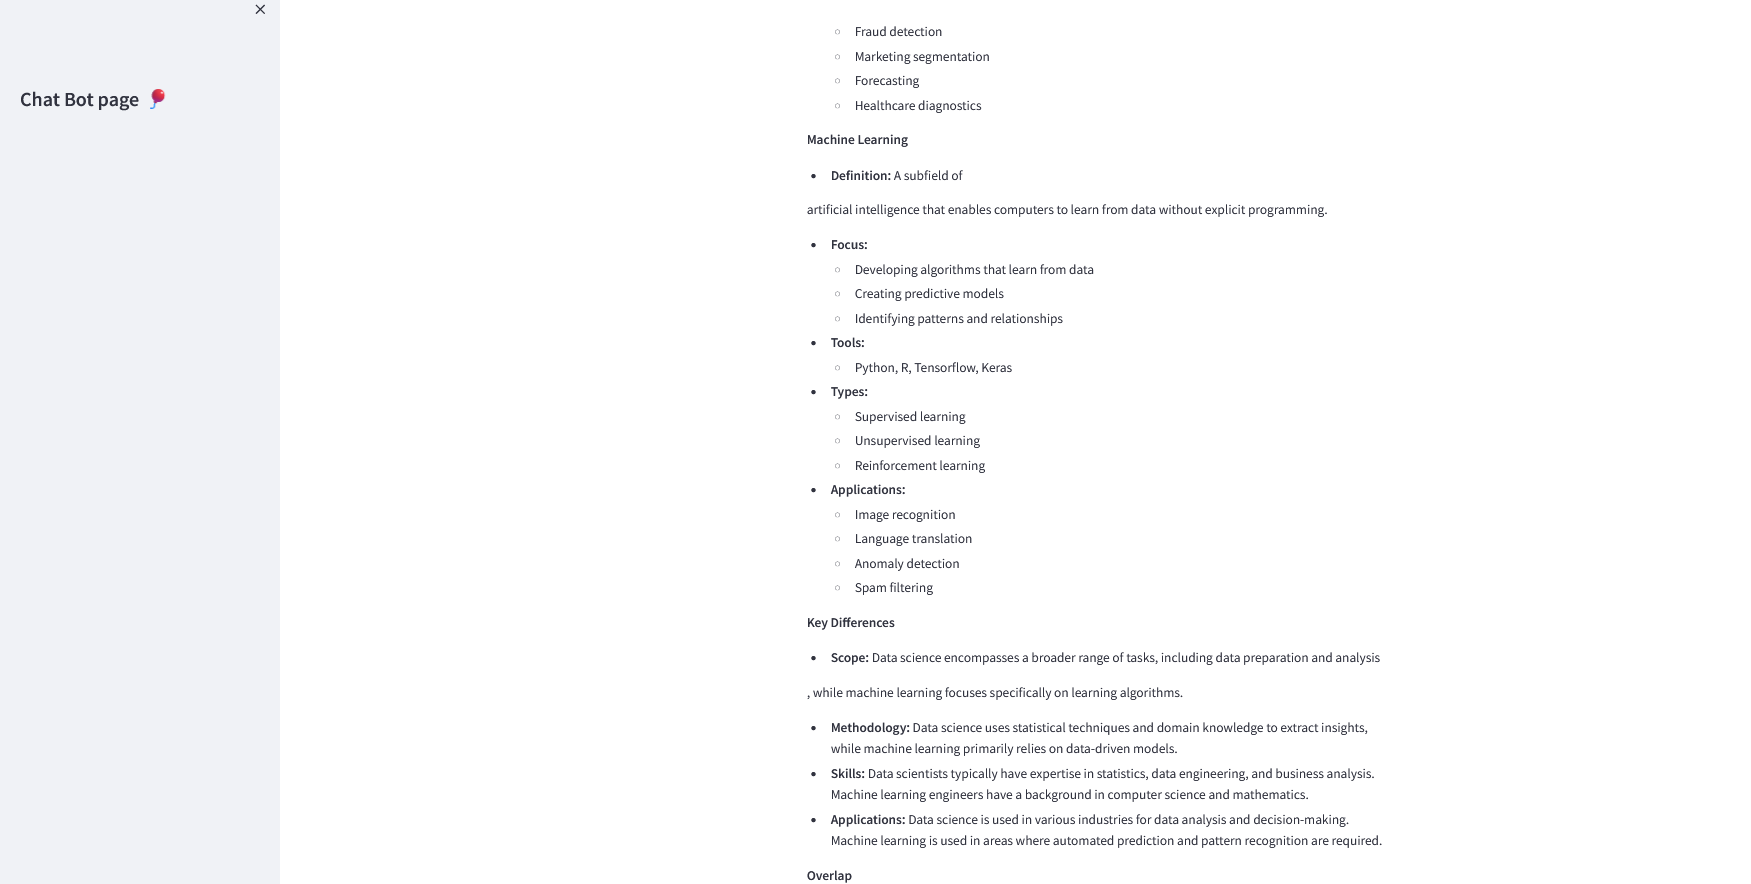 Chat Bot page
Fraud detection
Marketing segmentation
Forecasting
Healthcare diagnostics
Machine Learning
Definition: A subfield of
artificial intelligence that enables computers to learn from data without explicit programming.
Focus:
Developing algorithms that learn from data
Creating predictive models
Identifying patterns and relationships
Tools:
Python, R, Tensorflow, Keras
Types:
Supervised learning
Unsupervised learning
Reinforcement learning
Applications:
Image recognition
Language translation
Anomaly detection
Spam filtering
Key Differences
Scope: Data science encompasses a broader range of tasks, including data preparation and analysis
, while machine learning focuses specifically on learning algorithms.
Methodology: Data science uses statistical techniques and domain knowledge to extract insights,
while machine learning primarily relies on data-driven models.
Skills: Data scientists typically have expertise in statistics, data engineering, and business analysis.
Machine learning engineers have a background in computer science and mathematics.
Applications: Data science is used in various industries for data analysis and decision-making.
Machine learning is used in areas where automated prediction and pattern recognition are required.
Overlap